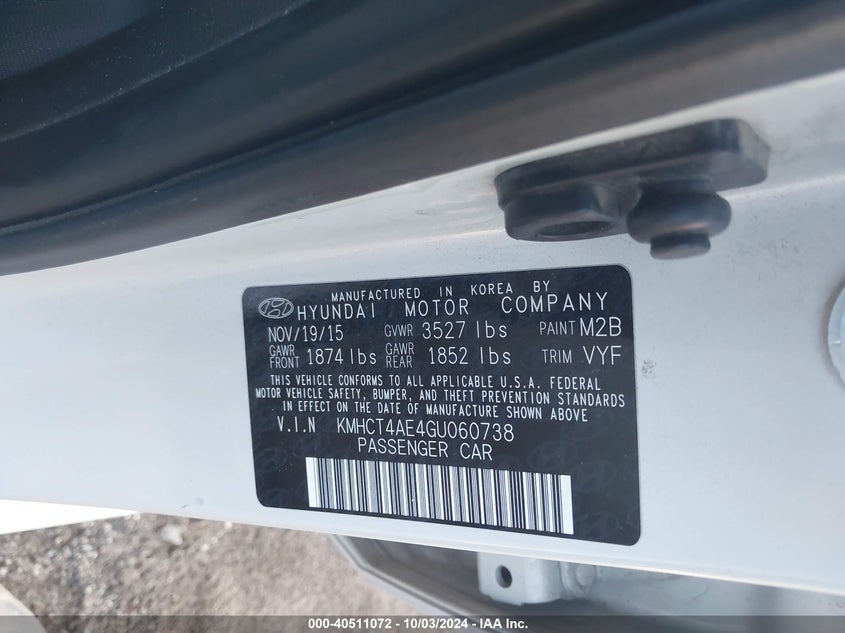 MANUFACTURED IN KOREA BY
HYUNDAI MOTOR COMPANY
NOV/19/15 GVWR 3527 lbs PAINT M2B
GAWR FRONT 1874 lbs GAWR REAR 1852 lbs TRIM VYF
THIS VEHICLE CONFORMS TO ALL APPLICABLE U.S.A. FEDERAL
MOTOR VEHICLE SAFETY, BUMPER, AND THEFT PREVENTION STANDARDS
IN EFFECT ON THE DATE OF MANUFACTURE SHOWN ABOVE
V.I.N KMHCT4AE4GU060738
PASSENGER CAR
000-40511072 - 10/03/2024 - IAA Inc.